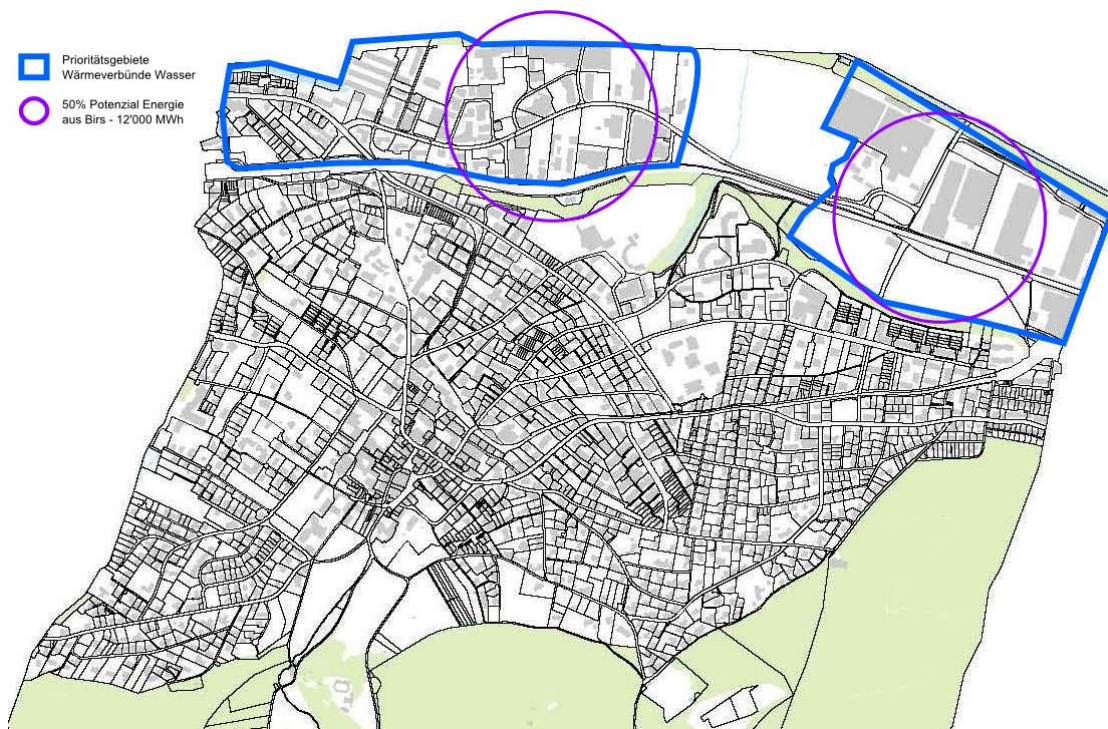 Prioritätsgebiete
Wärmeverbünde Wasser
50% Potenzial Energie
aus Birs - 12'000 MWh